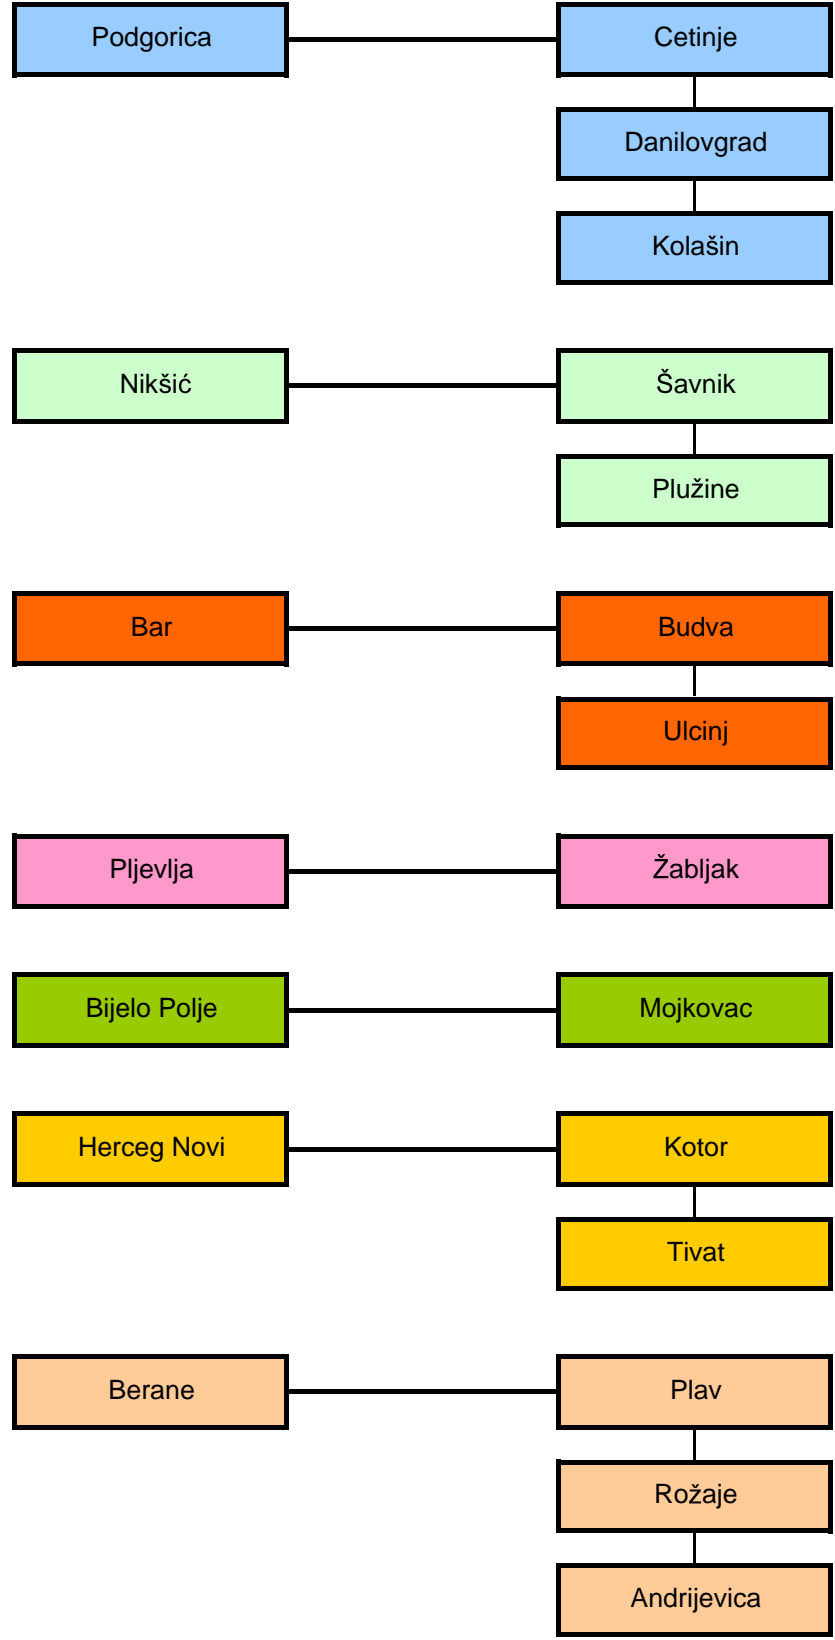 Podgorica
Cetinje
Danilovgrad
Kolašin
Nikšić
Šavnik
Plužine
Bar
Budva
Ulcinj
Pljevlja
Žabljak
Bijelo Polje
Mojkovac
Herceg Novi
Kotor
Tivat
Berane
Plav
Rožaje
Andrijevica